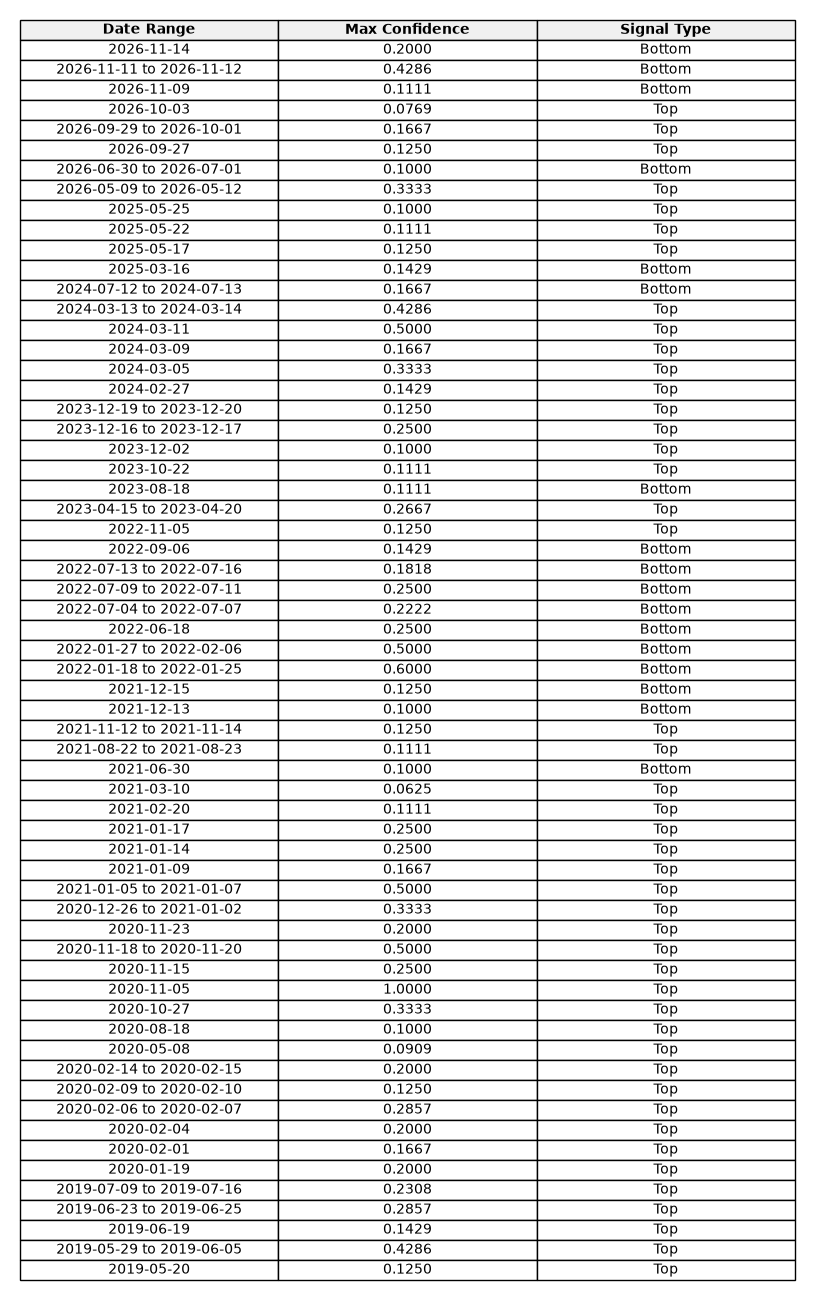 Date Range Max Confidence Signal Type
2026-11-14 0.2000 Bottom
2026-11-11 to 2026-11-12 0.4286 Bottom
2026-11-09 0.1111 Bottom
2026-10-03 0.0769 Top
2026-09-29 to 2026-10-01 0.1667 Top
2026-09-27 0.1250 Top
2026-06-30 to 2026-07-01 0.1000 Bottom
2026-05-09 to 2026-05-12 0.3333 Top
2025-05-25 0.1000 Top
2025-05-22 0.1111 Top
2025-05-17 0.1250 Top
2025-03-16 0.1429 Bottom
2024-07-12 to 2024-07-13 0.1667 Bottom
2024-03-13 to 2024-03-14 0.4286 Top
2024-03-11 0.5000 Top
2024-03-09 0.1667 Top
2024-03-05 0.3333 Top
2024-02-27 0.1429 Top
2023-12-19 to 2023-12-20 0.1250 Top
2023-12-16 to 2023-12-17 0.2500 Top
2023-12-02 0.1000 Top
2023-10-22 0.1111 Top
2023-08-18 0.1111 Bottom
2023-04-15 to 2023-04-20 0.2667 Top
2022-11-05 0.1250 Top
2022-09-06 0.1429 Bottom
2022-07-13 to 2022-07-16 0.1818 Bottom
2022-07-09 to 2022-07-11 0.2500 Bottom
2022-07-04 to 2022-07-07 0.2222 Bottom
2022-06-18 0.2500 Bottom
2022-01-27 to 2022-02-06 0.5000 Bottom
2022-01-18 to 2022-01-25 0.6000 Bottom
2021-12-15 0.1250 Bottom
2021-12-13 0.1000 Bottom
2021-11-12 to 2021-11-14 0.1250 Top
2021-08-22 to 2021-08-23 0.1111 Top
2021-06-30 0.1000 Bottom
2021-03-10 0.0625 Top
2021-02-20 0.1111 Top
2021-01-17 0.2500 Top
2021-01-14 0.2500 Top
2021-01-09 0.1667 Top
2021-01-05 to 2021-01-07 0.5000 Top
2020-12-26 to 2021-01-02 0.3333 Top
2020-11-23 0.2000 Top
2020-11-18 to 2020-11-20 0.5000 Top
2020-11-15 0.2500 Top
2020-11-05 1.0000 Top
2020-10-27 0.3333 Top
2020-08-18 0.1000 Top
2020-05-08 0.0909 Top
2020-02-14 to 2020-02-15 0.2000 Top
2020-02-09 to 2020-02-10 0.1250 Top
2020-02-06 to 2020-02-07 0.2857 Top
2020-02-04 0.2000 Top
2020-02-01 0.1667 Top
2020-01-19 0.2000 Top
2019-07-09 to 2019-07-16 0.2308 Top
2019-06-23 to 2019-06-25 0.2857 Top
2019-06-19 0.1429 Top
2019-05-29 to 2019-06-05 0.4286 Top
2019-05-20 0.1250 Top